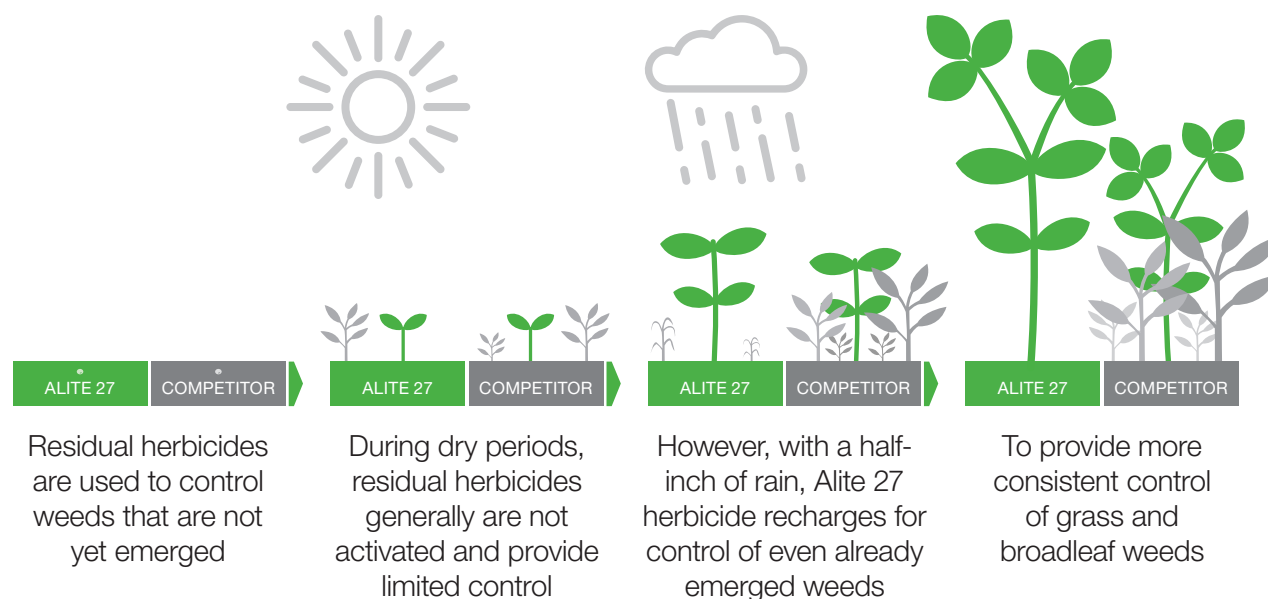 ALITE 27
COMPETITOR
ALITE 27
COMPETITOR
ALITE 27
COMPETITOR
ALITE 27
COMPETITOR
Residual herbicides
are used to control
weeds that are not
yet emerged
During dry periods,
residual herbicides
generally are not
activated and provide
limited control
However, with a half-
inch of rain, Alite 27
herbicide recharges for
control of even already
emerged weeds
To provide more
consistent control
of grass and
broadleaf weeds